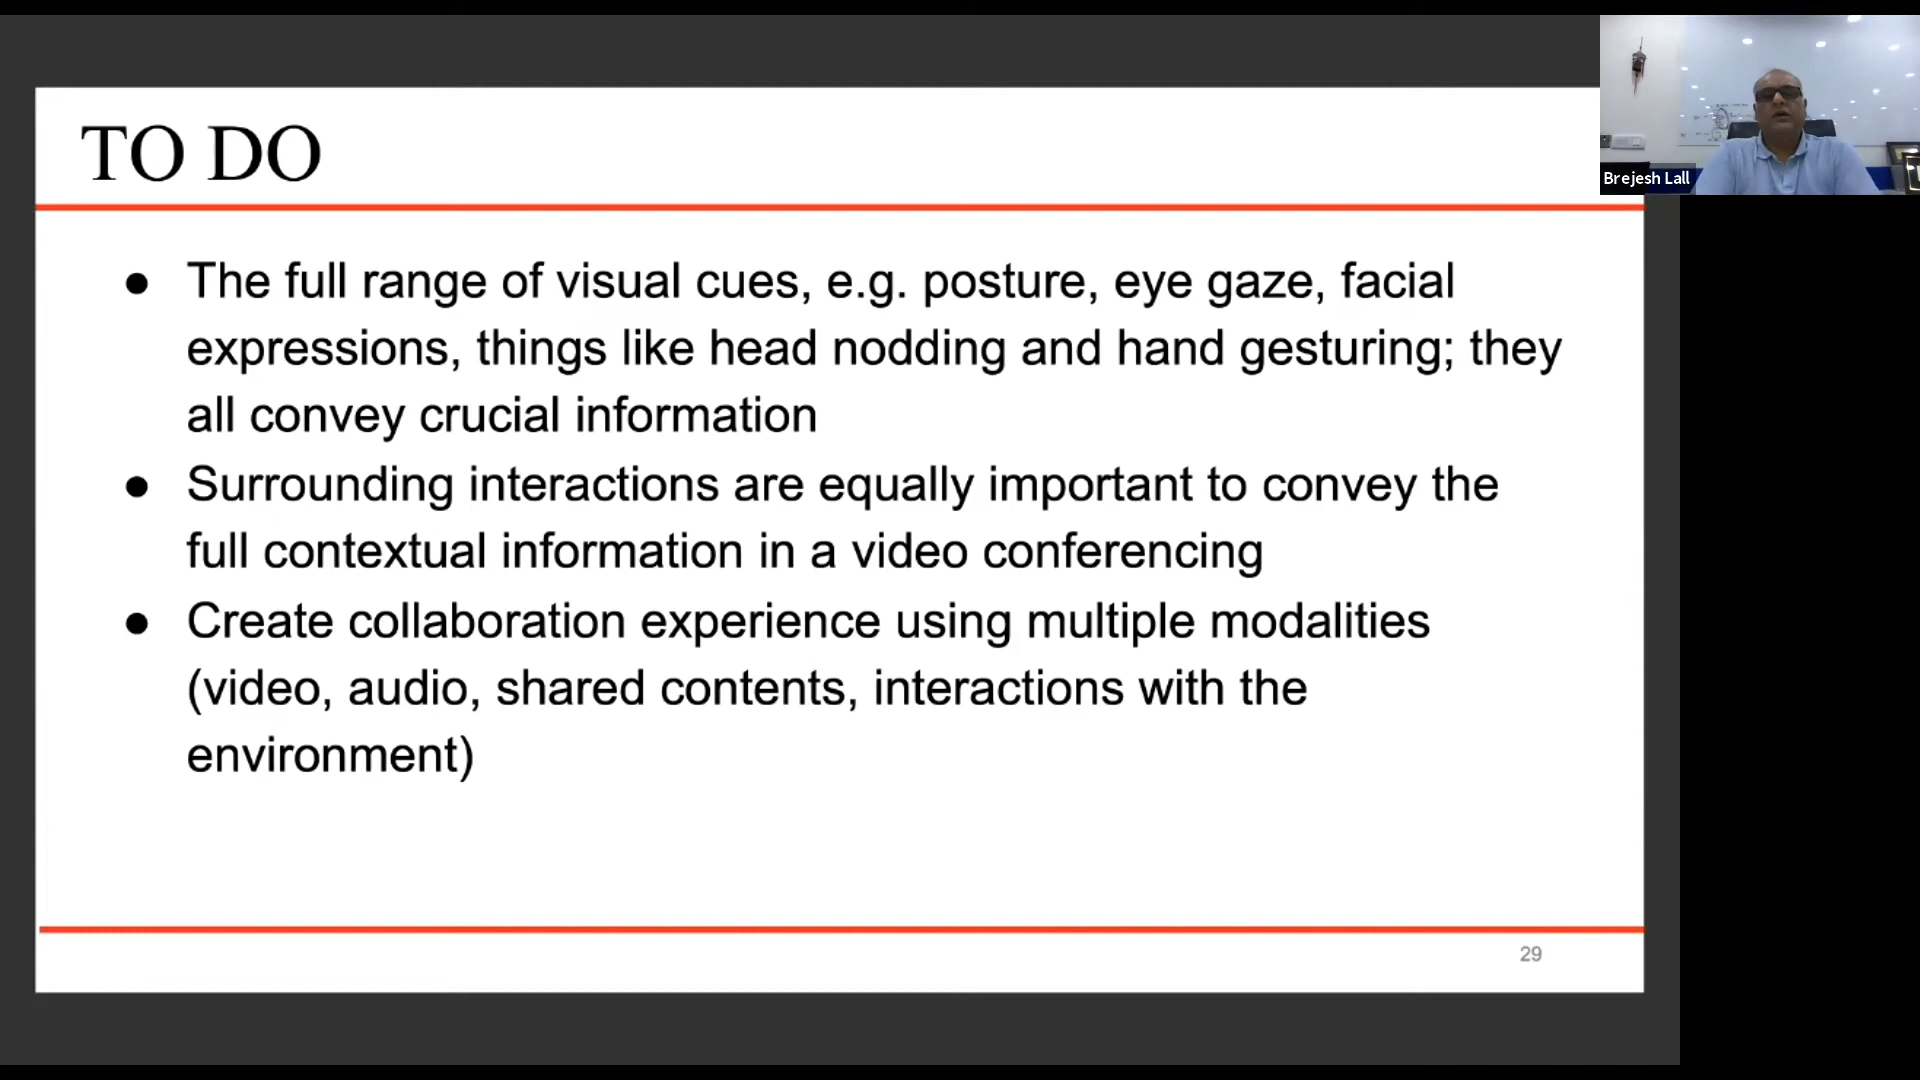 TO DO
● The full range of visual cues, e.g. posture, eye gaze, facial
expressions, things like head nodding and hand gesturing; they
all convey crucial information
● Surrounding interactions are equally important to convey the
full contextual information in a video conferencing
● Create collaboration experience using multiple modalities
(video, audio, shared contents, interactions with the
environment)
29
Brejesh Lall